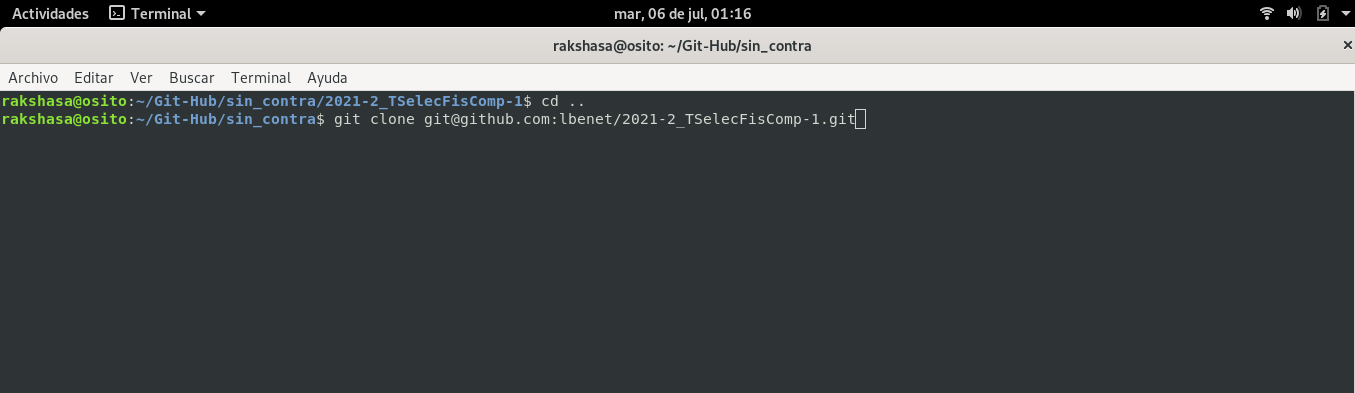 Actividades Terminal mar, 06 de jul, 01:16
rakshasa@osito: ~/Git-Hub/sin_contra
Archivo Editar Ver Buscar Terminal Ayuda
rakshasa@osito:~/Git-Hub/sin_contra/2021-2_TSelecFisComp-1$ cd ..
rakshasa@osito:~/Git-Hub/sin_contra$ git clone git@github.com:lbenet/2021-2_TSelecFisComp-1.git